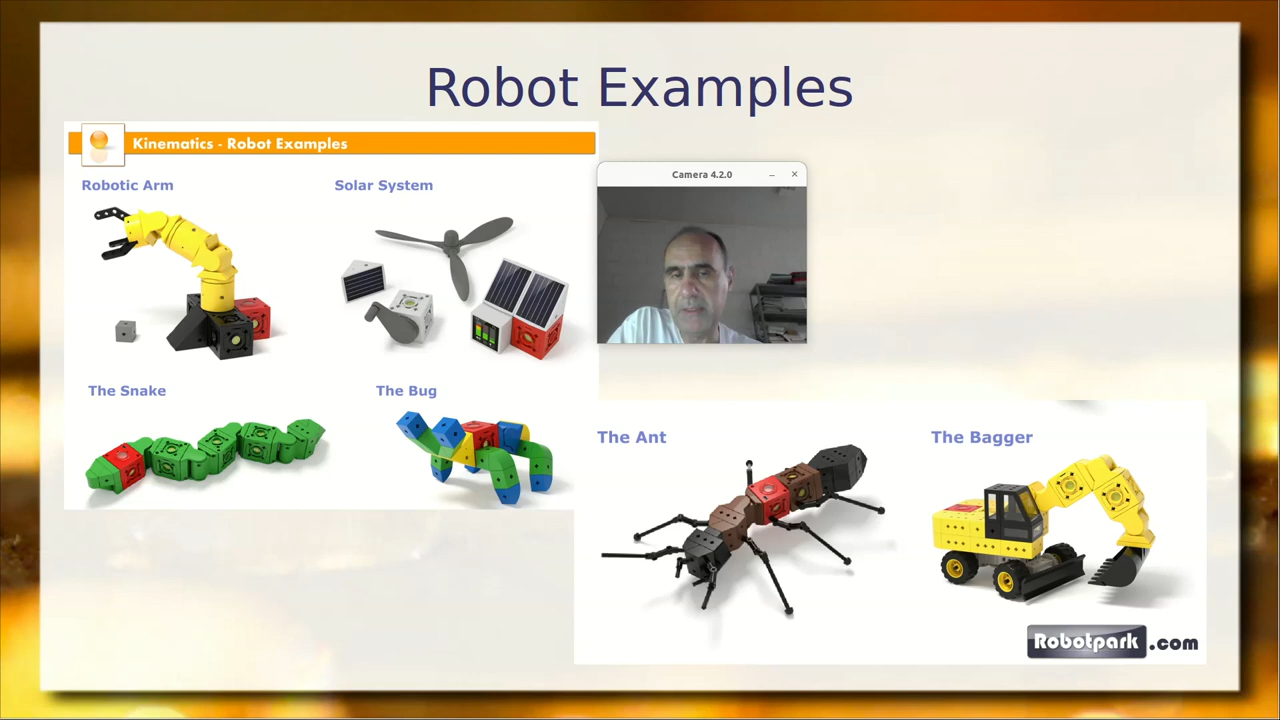 Robot Examples
Kinematics - Robot Examples
Robotic Arm
Solar System
Camera 4.2.0
The Snake
The Bug
The Ant
The Bagger
Robotpark.com